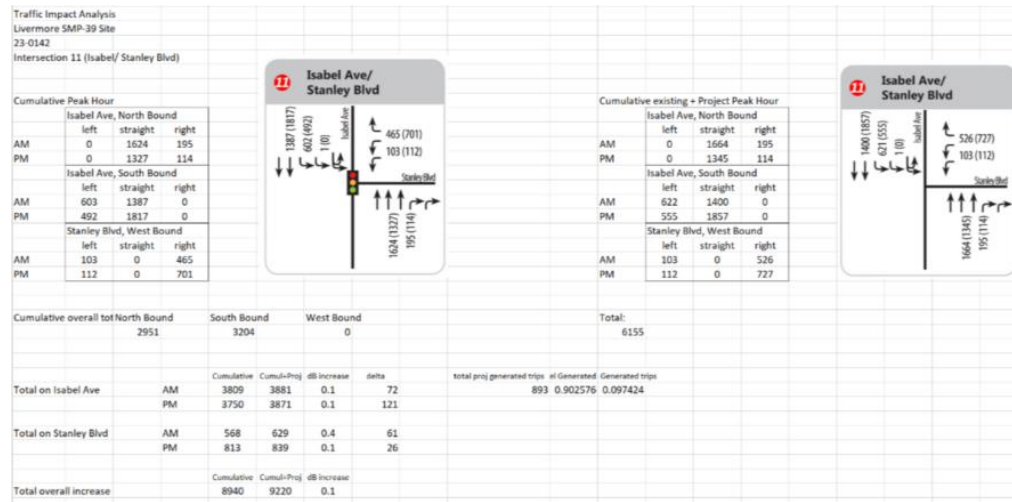 Traffic Impact Analysis
Livermore SMP-39 Site
23-0142
Intersection 11 (Isabel/ Stanley Blvd)
11 Isabel Ave/
Stanley Blvd
1387 (1817)
602 (492)
1 (0)
Isabel Ave
465 (701)
103 (112)
Stanley Blvd
1624 (1327)
195 (114)
11 Isabel Ave/
Stanley Blvd
1400 (1857)
621 (555)
1 (0)
Isabel Ave
526 (727)
103 (112)
Stanley Blvd
1664 (1345)
195 (114)
Cumulative Peak Hour
Isabel Ave, North Bound
left straight right
AM 0 1624 195
PM 0 1327 114
Isabel Ave, South Bound
left straight right
AM 603 1387 0
PM 492 1817 0
Stanley Blvd, West Bound
left straight right
AM 103 0 465
PM 112 0 701
Cumulative existing + Project Peak Hour
Isabel Ave, North Bound
left straight right
AM 0 1664 195
PM 0 1345 114
Isabel Ave, South Bound
left straight right
AM 622 1400 0
PM 555 1857 0
Stanley Blvd, West Bound
left straight right
AM 103 0 526
PM 112 0 727
Cumulative overall tot North Bound South Bound West Bound Total:
2951 3204 0 6155
Cumulative Cumul+Proj dB increase delta total proj generated trips el Generated Generated trips
Total on Isabel Ave AM 3809 3881 0.1 72 893 0.902576 0.097424
PM 3750 3871 0.1 121
Total on Stanley Blvd AM 568 629 0.4 61
PM 813 839 0.1 26
Cumulative Cumul+Proj dB increase
Total overall increase 8940 9220 0.1